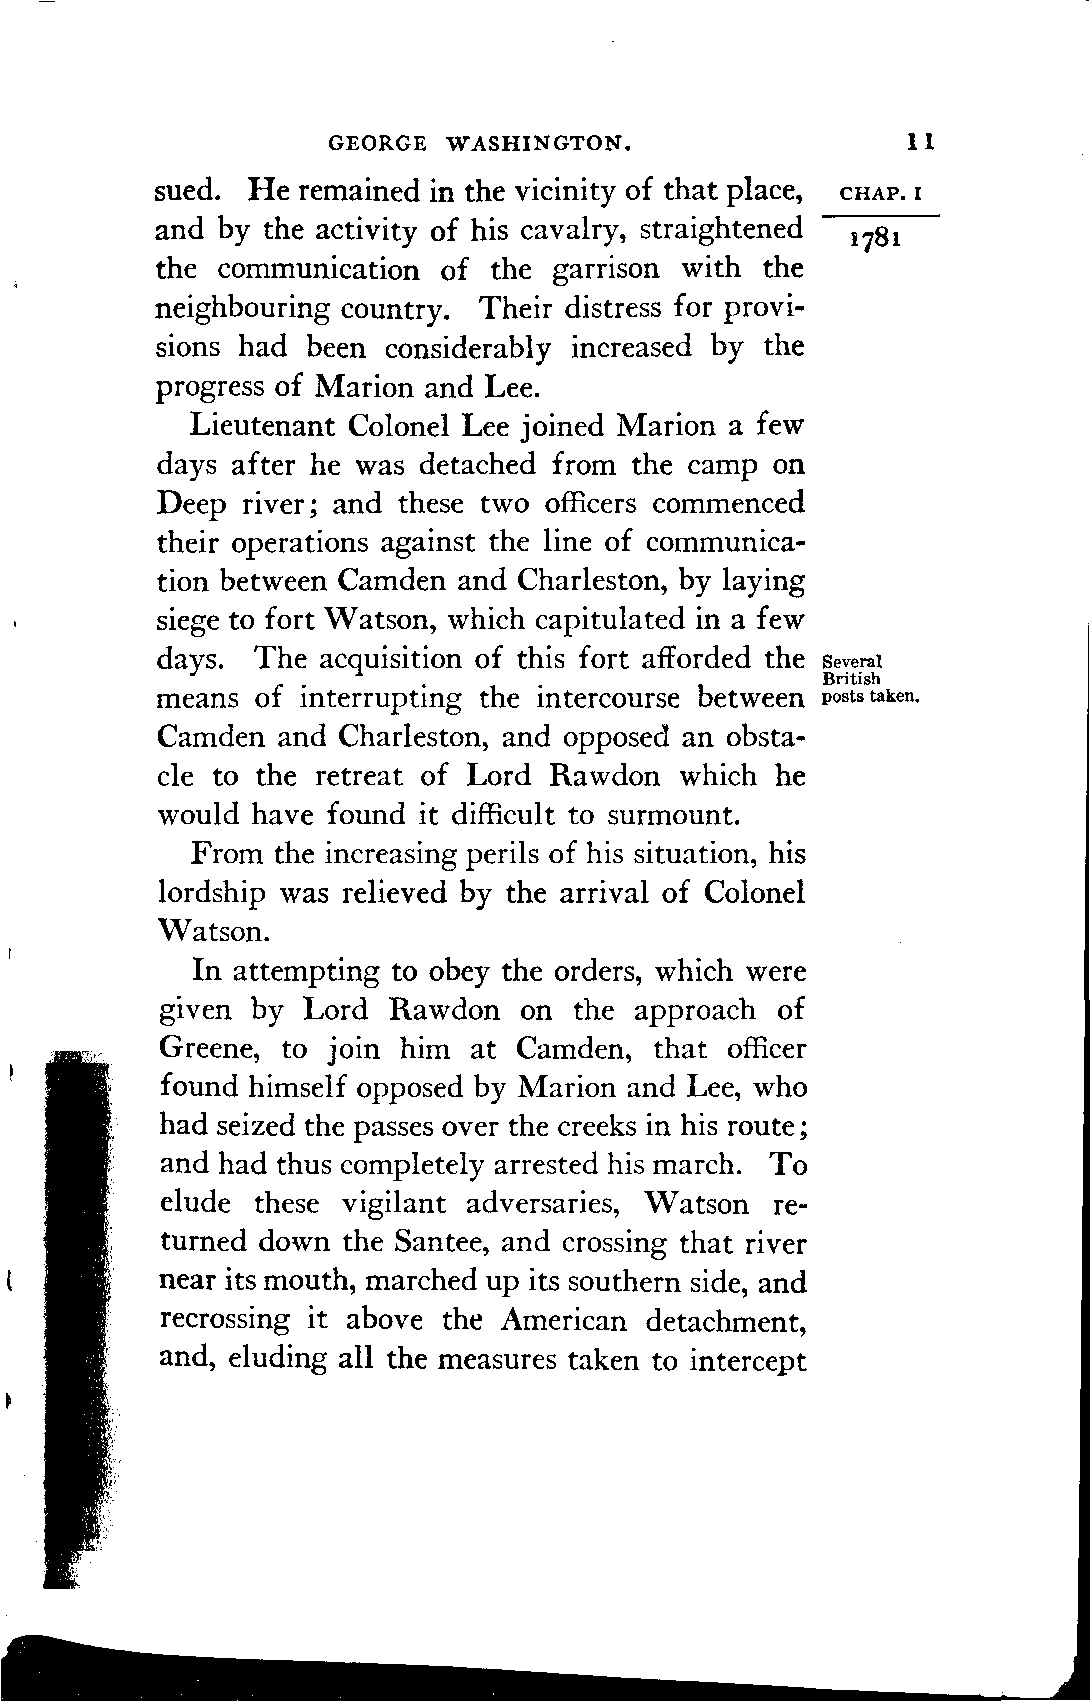 GEORGE WASHINGTON. 11
sued. He remained in the vicinity of that place,
CHAP. I
and by the activity of his cavalry, straightened
1781
the communication of the garrison with the
neighbouring country. Their distress for provi-
sions had been considerably increased by the
progress of Marion and Lee.
Lieutenant Colonel Lee joined Marion a few
days after he was detached from the camp on
Deep river; and these two officers commenced
their operations against the line of communica-
tion between Camden and Charleston, by laying
siege to fort Watson, which capitulated in a few
days. The acquisition of this fort afforded the
means of interrupting the intercourse between
Several
British
posts taken.
Camden and Charleston, and opposed an obsta-
cle to the retreat of Lord Rawdon which he
would have found it difficult to surmount.
From the increasing perils of his situation, his
lordship was relieved by the arrival of Colonel
Watson.
In attempting to obey the orders, which were
given by Lord Rawdon on the approach of
Greene, to join him at Camden, that officer
found himself opposed by Marion and Lee, who
had seized the passes over the creeks in his route;
and had thus completely arrested his march. To
elude these vigilant adversaries, Watson re-
turned down the Santee, and crossing that river
near its mouth, marched up its southern side, and
recrossing it above the American detachment,
and, eluding all the measures taken to intercept